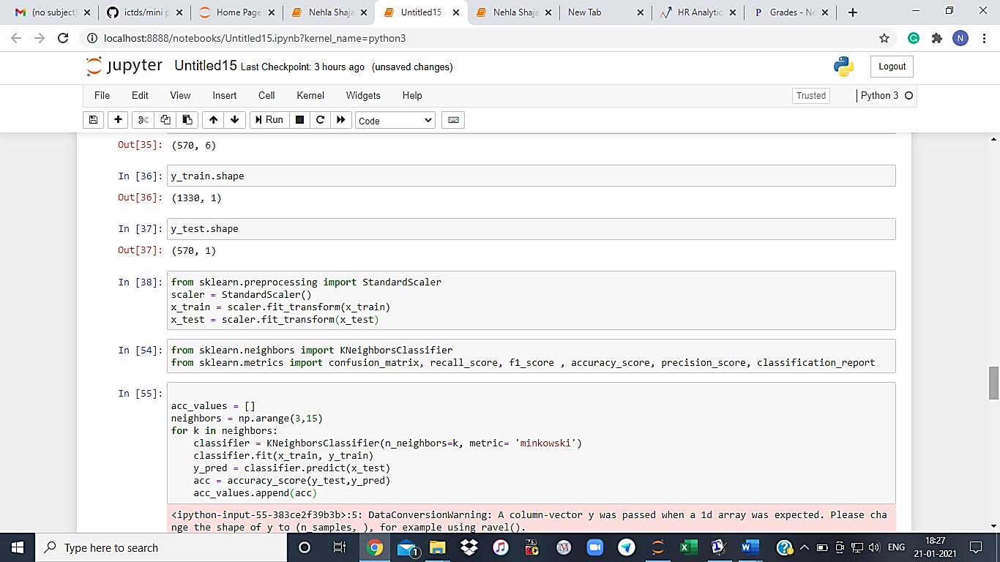 (no subject)
ictds/mini p
Home Page
Nehla Shaja
Untitled15 -
Nehla Shaja
New Tab
HR Analytic
Grades - Ne
localhost:8888/notebooks/Untitled15.ipynb?kernel_name=python3
N
jupyter Untitled15 Last Checkpoint: 3 hours ago (unsaved changes)
Logout
File Edit View Insert Cell Kernel Widgets Help
Trusted
Python 3
Run
Code
Out[35]: (570, 6)
In [36]: y_train.shape
Out[36]: (1330, 1)
In [37]: y_test.shape
Out[37]: (570, 1)
In [38]: from sklearn.preprocessing import StandardScaler
scaler = StandardScaler()
x_train = scaler.fit_transform(x_train)
x_test = scaler.fit_transform(x_test)
In [54]: from sklearn.neighbors import KNeighborsClassifier
from sklearn.metrics import confusion_matrix, recall_score, f1_score , accuracy_score, precision_score, classification_report
In [55]:
acc_values = []
neighbors = np.arange(3,15)
for k in neighbors:
    classifier = KNeighborsClassifier(n_neighbors=k, metric= 'minkowski')
    classifier.fit(x_train, y_train)
    y_pred = classifier.predict(x_test)
    acc = accuracy_score(y_test,y_pred)
    acc_values.append(acc)
<ipython-input-55-383ce2f39b3b>:5: DataConversionWarning: A column-vector y was passed when a 1d array was expected. Please cha
nge the shape of y to (n_samples, ), for example using ravel().
Type here to search
1
ENG
18:27
21-01-2021